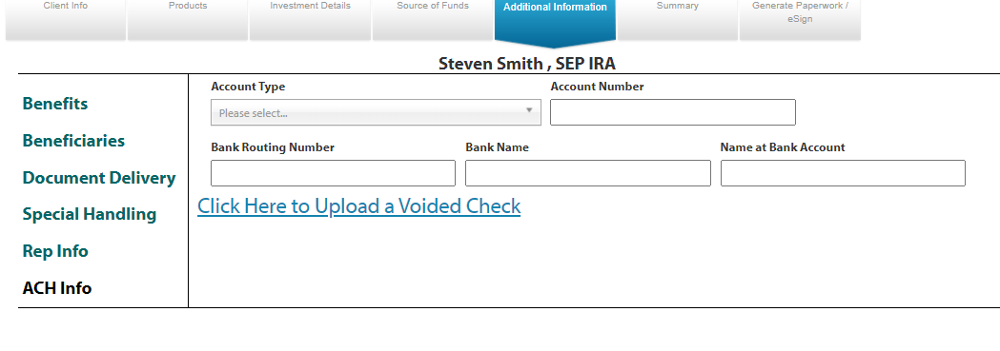 Client Info
Products
Investment Details
Source of Funds
Additional Information
Summary
Generate Paperwork /
eSign
Steven Smith , SEP IRA
Benefits
Beneficiaries
Document Delivery
Special Handling
Rep Info
ACH Info
Account Type
Account Number
Please select...
Bank Routing Number
Bank Name
Name at Bank Account
Click Here to Upload a Voided Check